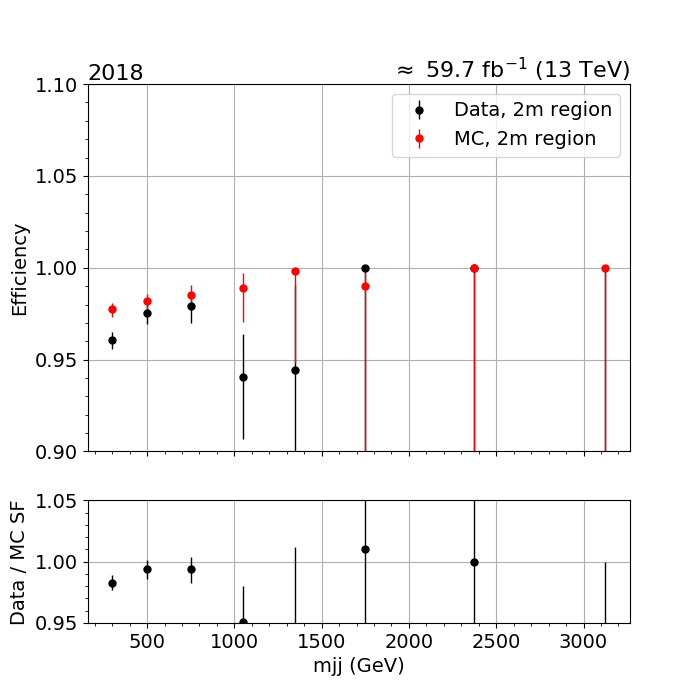 2018
≈ 59.7 fb⁻¹ (13 TeV)
1.10
1.05
1.00
0.95
0.90
Efficiency
Data, 2m region
MC, 2m region
1.05
1.00
0.95
Data / MC SF
500
1000
1500
2000
2500
3000
mjj (GeV)